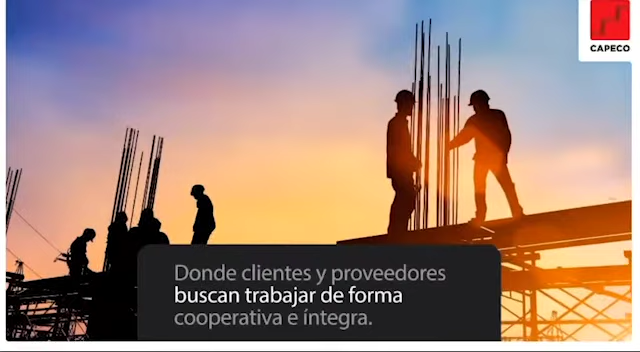 CAPECO
Donde clientes y proveedores
buscan trabajar de forma
cooperativa e íntegra.